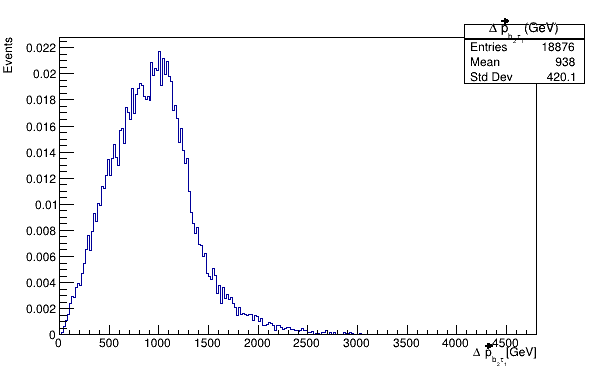 Δ p⃗ b₂τ₁ (GeV)
Entries 18876
Mean 938
Std Dev 420.1
Events
0.022
0.02
0.018
0.016
0.014
0.012
0.01
0.008
0.006
0.004
0.002
0
0 500 1000 1500 2000 2500 3000 3500 4000 4500
Δ p⃗ b₂τ₁ [GeV]